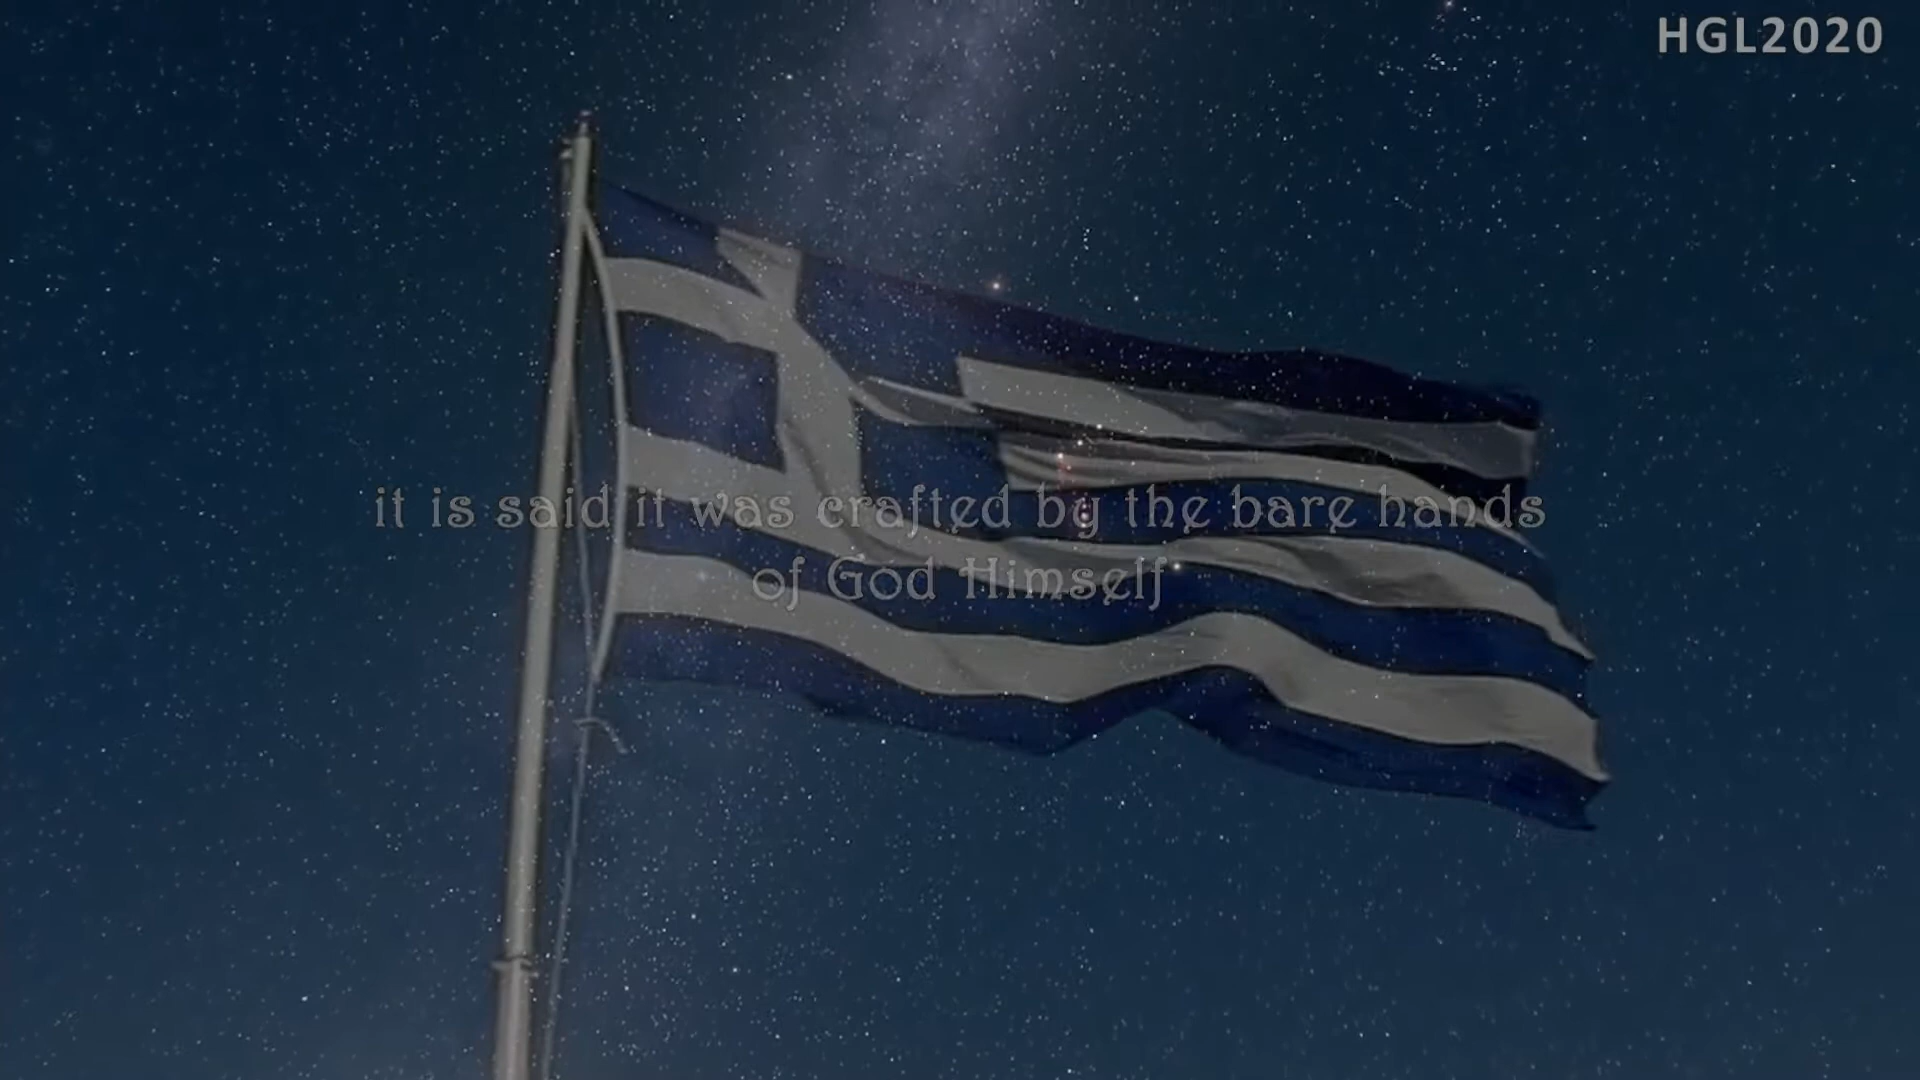 HGL2020
it is said it was crafted by the bare hands
of God Himself